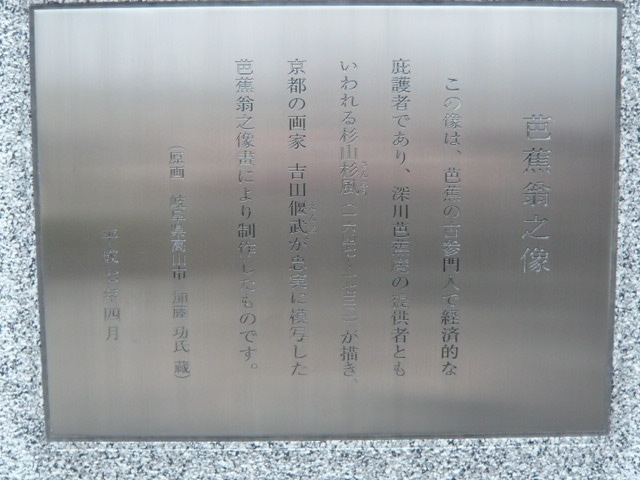 芭蕉翁之像
この像は、芭蕉の古参門人で経済的な
庇護者であり、深川芭蕉庵の提供者とも
いわれる杉山杉風(一六四七~一七三二)が描き、
京都の画家 吉田偃武が忠実に模写した
芭蕉翁之像畫により制作したものです。
(原画 岐阜県高山市 加藤 功氏 蔵)
平成 年四月